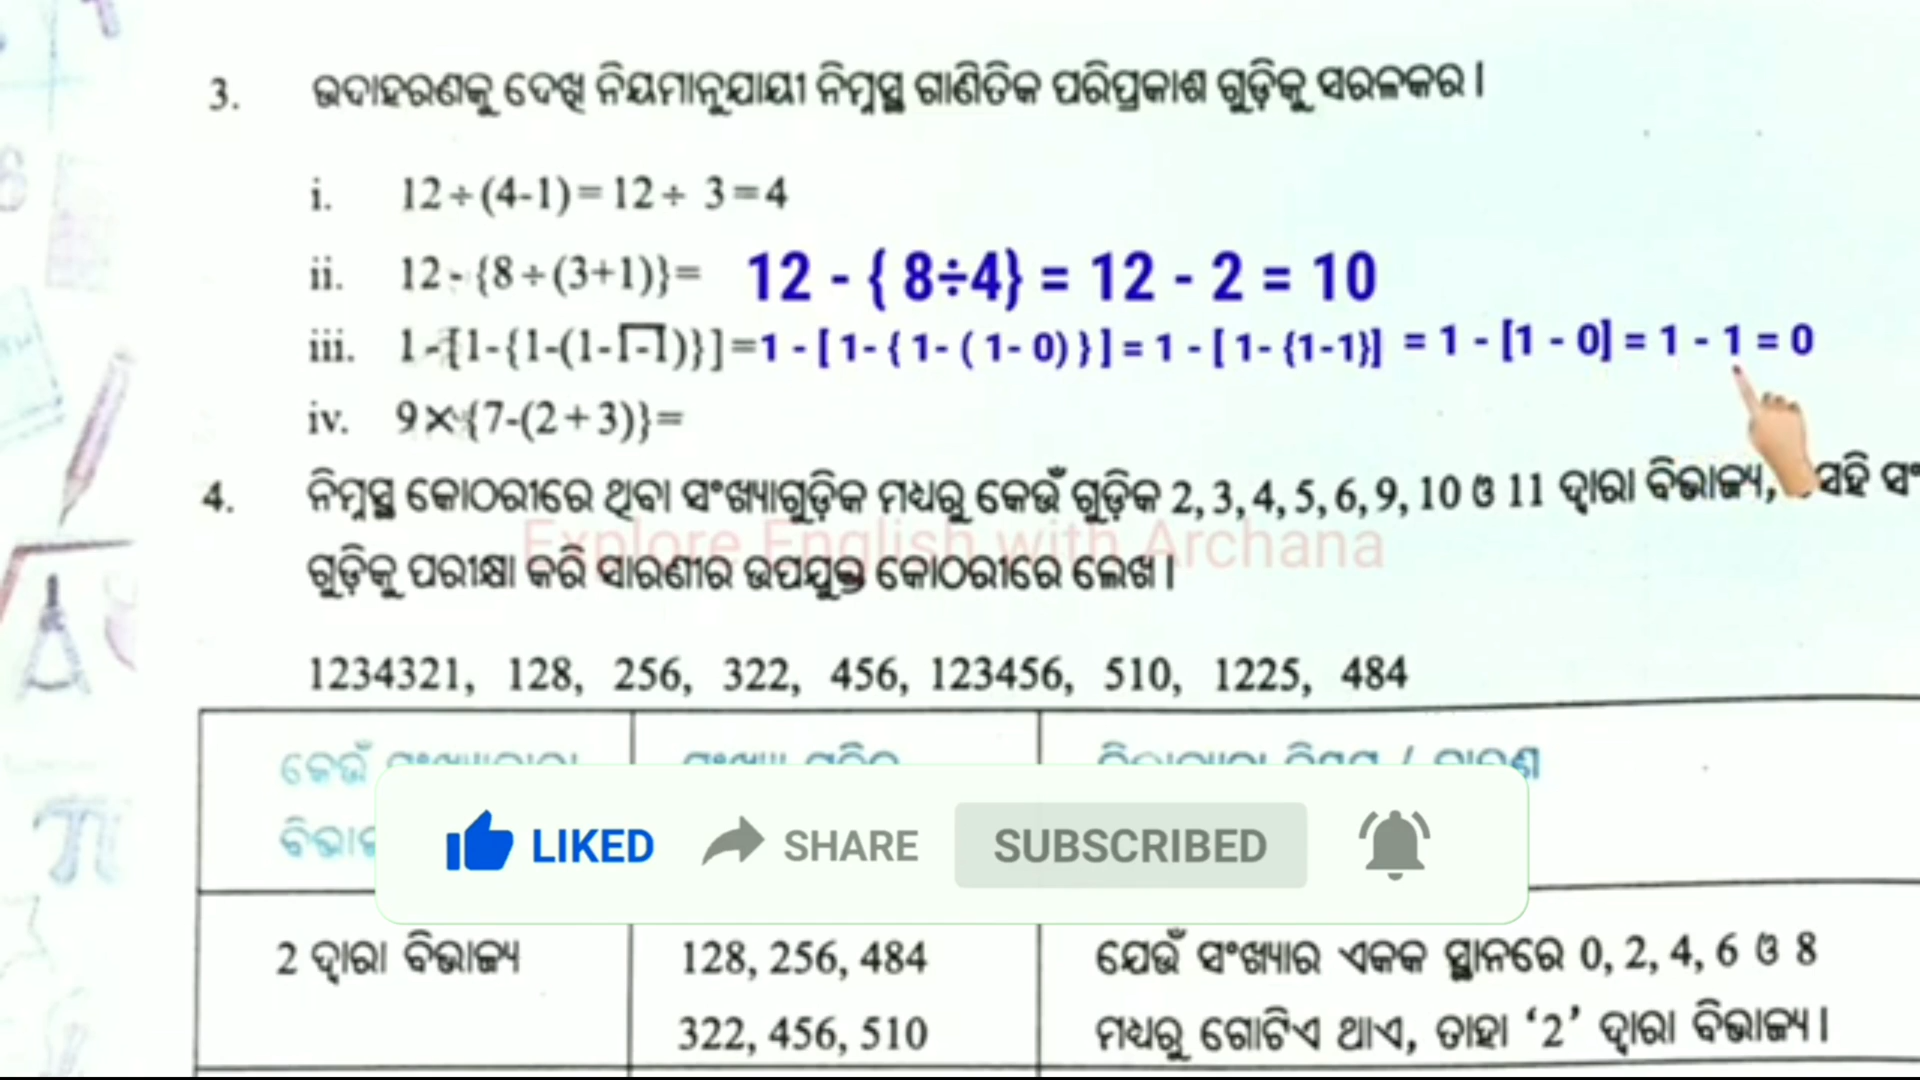 3. ଉଦାହରଣକୁ ଦେଖି ନିୟମାନୁଯାୟୀ ନିମ୍ନସ୍ଥ ଗାଣିତିକ ପରିପ୍ରକାଶ ଗୁଡ଼ିକୁ ସରଳକର ।
i. 12÷(4-1)=12÷ 3=4
ii. 12-{8÷(3+1)}= 12 - { 8÷4} = 12 - 2 = 10
iii. 1-[1-{1-(1-1̅-̅1̅)}]=1 - [ 1- { 1- ( 1- 0) } ] = 1 - [ 1- {1-1}] = 1 - [1 - 0] = 1 - 1 = 0
iv. 9×{7-(2+3)}=
4. ନିମ୍ନସ୍ଥ କୋଠରୀରେ ଥିବା ସଂଖ୍ୟାଗୁଡ଼ିକ ମଧ୍ୟରୁ କେଉଁ ଗୁଡ଼ିକ 2, 3, 4, 5, 6, 9, 10 ଓ 11 ଦ୍ୱାରା ବିଭାଜ୍ୟ, ସେହି
Explore English with Archana
ଗୁଡ଼ିକୁ ପରୀକ୍ଷା କରି ସାରଣୀର ଉପଯୁକ୍ତ କୋଠରୀରେ ଲେଖ ।
1234321, 128, 256, 322, 456, 123456, 510, 1225, 484
କେଉଁ
LIKED SHARE SUBSCRIBED
2 ଦ୍ୱାରା ବିଭାଜ୍ୟ 128, 256, 484 ଯେଉଁ ସଂଖ୍ୟାର ଏକକ ସ୍ଥାନରେ 0, 2, 4, 6 ଓ 8
322, 456, 510 ମଧ୍ୟରୁ ଗୋଟିଏ ଥାଏ, ତାହା ‘2’ ଦ୍ୱାରା ବିଭାଜ୍ୟ ।